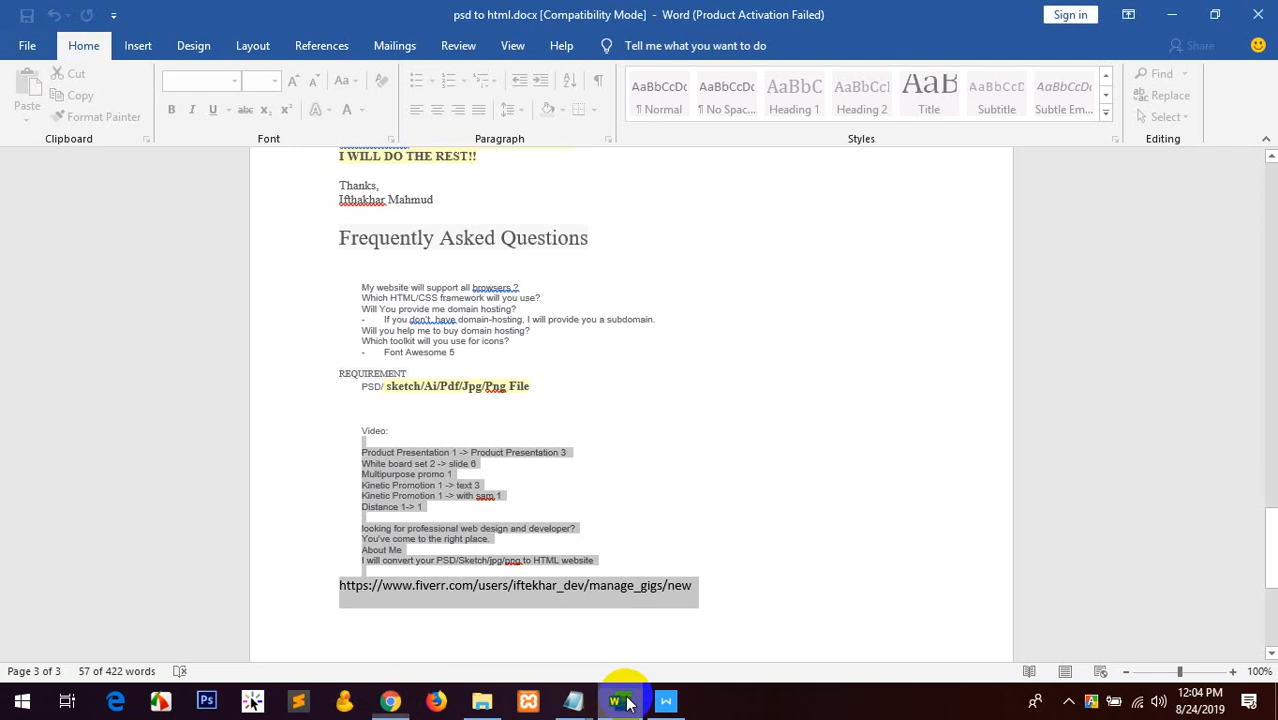 psd to html.docx [Compatibility Mode] - Word (Product Activation Failed)
Sign in
File Home Insert Design Layout References Mailings Review View Help Tell me what you want to do Share
Paste
Cut
Copy
Format Painter
Clipboard
Font
Paragraph
AaBbCcDc AaBbCcDc AaBbC AaBbCcl AaB AaBbCcDc AaBbCcDc
¶ Normal ¶ No Spac... Heading 1 Heading 2 Title Subtitle Subtle Em...
Styles
Find
Replace
Select
Editing
I WILL DO THE REST!!
Thanks,
Ifthakhar Mahmud
Frequently Asked Questions
My website will support all browsers ?
Which HTML/CSS framework will you use?
Will You provide me domain hosting?
- If you don't have domain-hosting, I will provide you a subdomain.
Will you help me to buy domain hosting?
Which toolkit will you use for icons?
- Font Awesome 5
REQUIREMENT
PSD/ sketch/Ai/Pdf/Jpg/Png File
Video:
Product Presentation 1 -> Product Presentation 3
White board set 2 -> slide 6
Multipurpose promo 1
Kinetic Promotion 1 -> text 3
Kinetic Promotion 1 -> with sam 1
Distance 1-> 1
looking for professional web design and developer?
You've come to the right place.
About Me
I will convert your PSD/Sketch/jpg/png to HTML website
https://www.fiverr.com/users/iftekhar_dev/manage_gigs/new
Page 3 of 3 57 of 422 words 100%
12:04 PM
8/24/2019